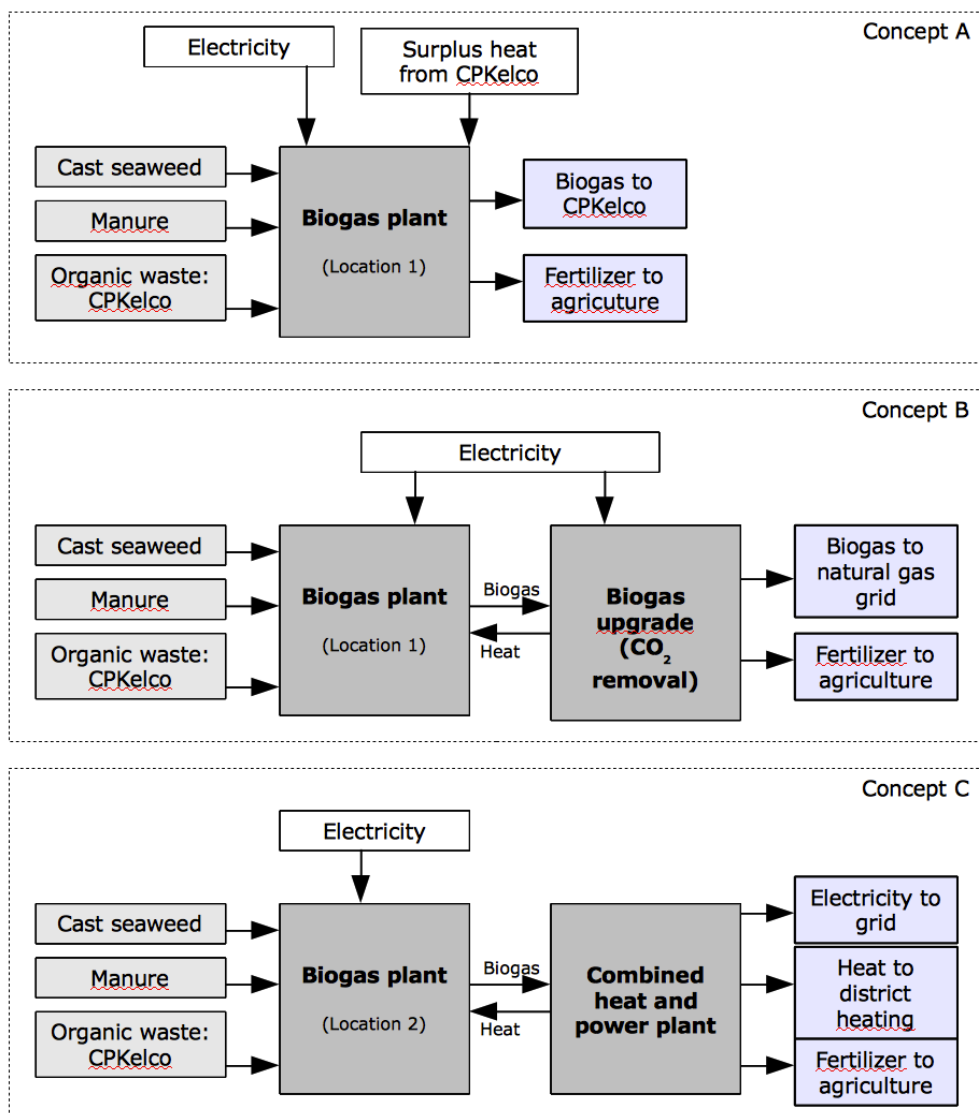 Concept A
Electricity
Surplus heat
from CPKelco
Cast seaweed
Manure
Organic waste:
CPKelco
Biogas plant
(Location 1)
Biogas to
CPKelco
Fertilizer to
agricuture
Concept B
Electricity
Cast seaweed
Manure
Organic waste:
CPKelco
Biogas plant
(Location 1)
Biogas
Heat
Biogas
upgrade
(CO₂
removal)
Biogas to
natural gas
grid
Fertilizer to
agriculture
Concept C
Electricity
Cast seaweed
Manure
Organic waste:
CPKelco
Biogas plant
(Location 2)
Biogas
Heat
Combined
heat and
power plant
Electricity to
grid
Heat to
district
heating
Fertilizer to
agriculture